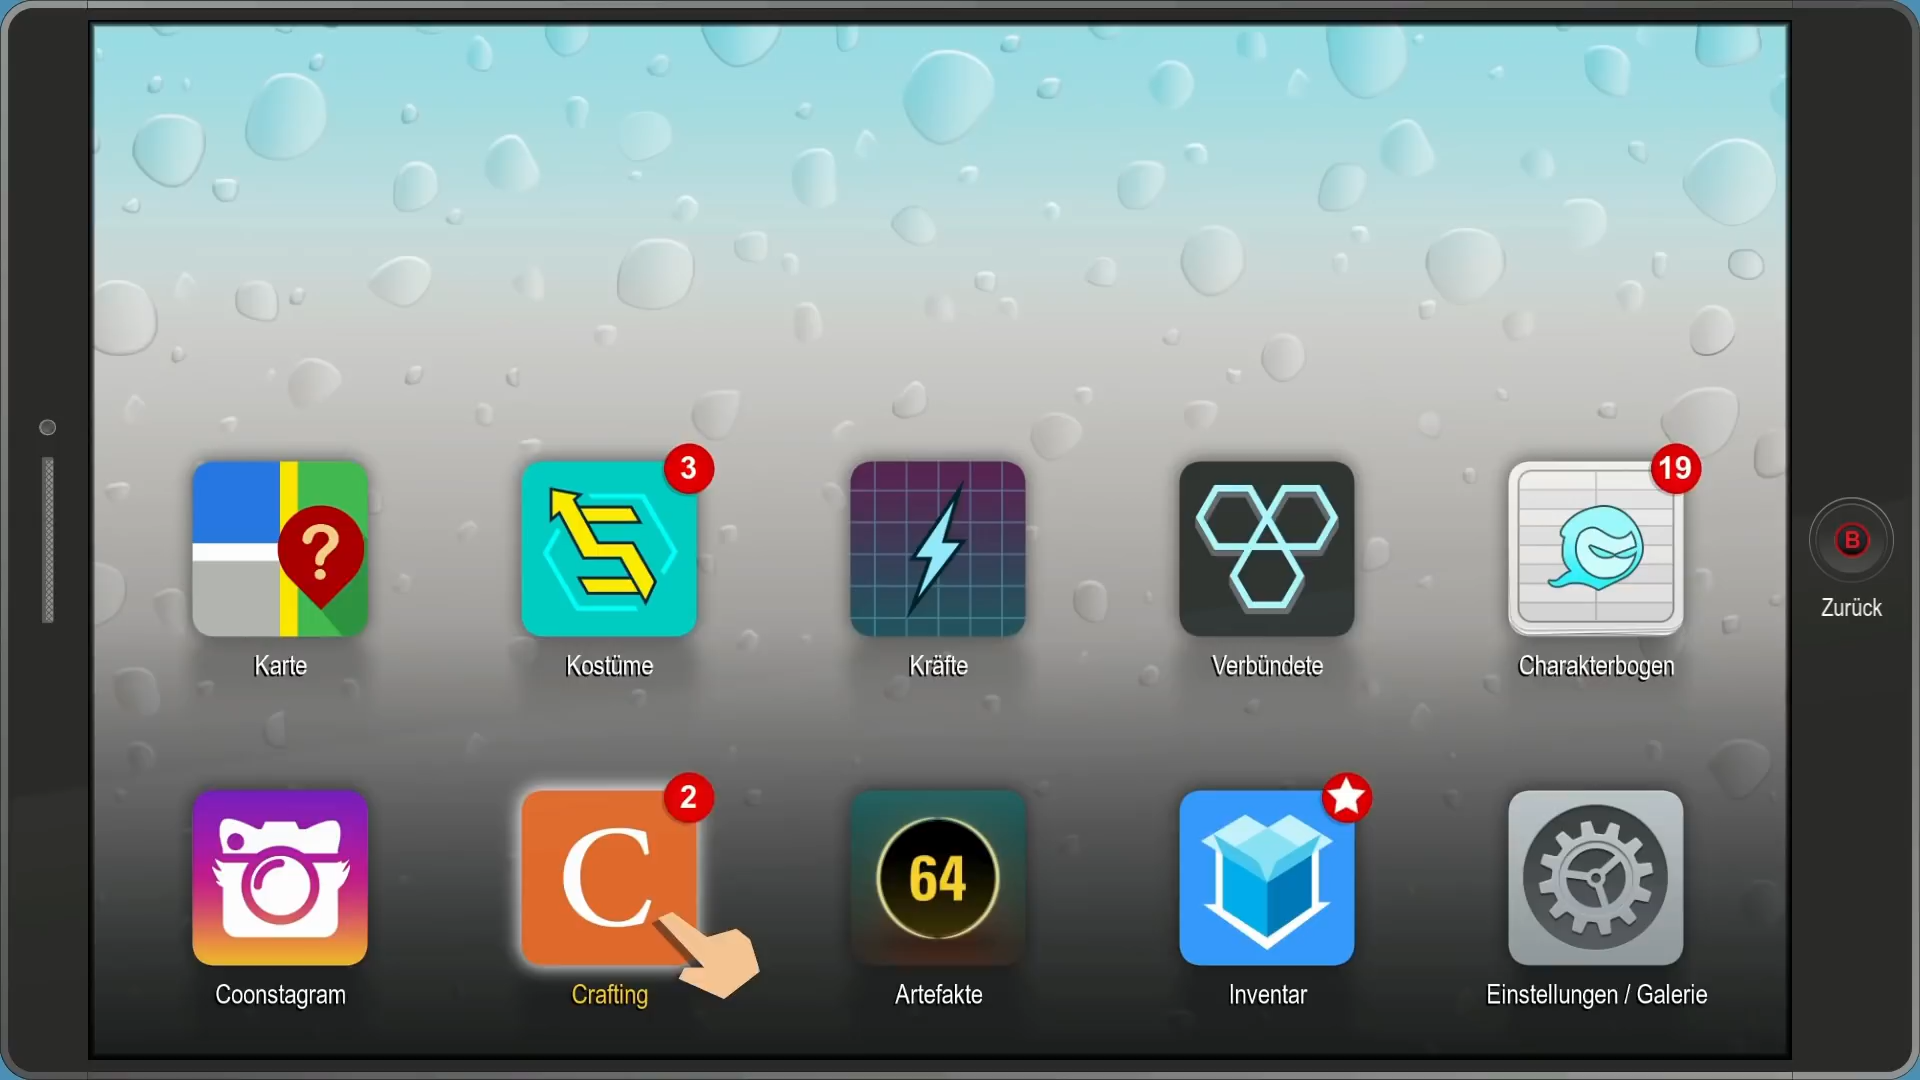 3
19
?
B
Zurück
Karte
Kostüme
Kräfte
Verbündete
Charakterbogen
2
C
64
Coonstagram
Crafting
Artefakte
Inventar
Einstellungen / Galerie